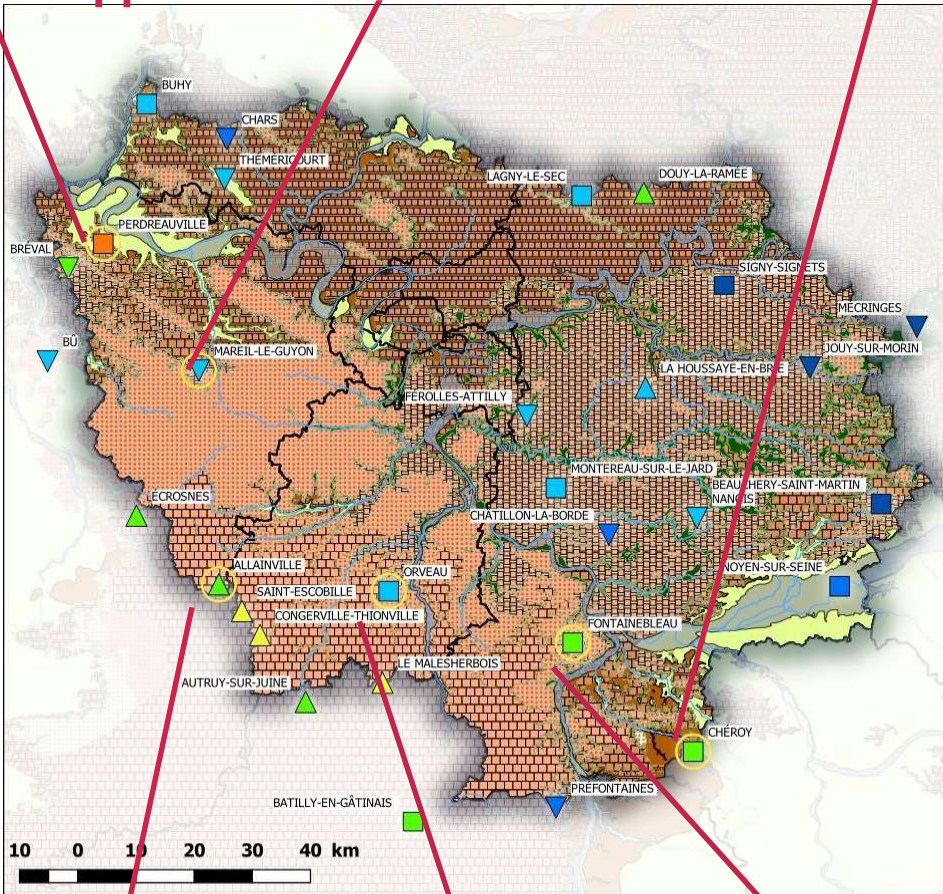 BUHY
CHARS
THEMÉRICOURT
LAGNY-LE-SEC
DOUY-LA-RAMÉE
PERDREAUVILLE
BRÉVAL
SIGNY-SIGNETS
MÉCRINGES
BÛ
MAREIL-LE-GUYON
JOUY-SUR-MORIN
LA HOUSSAYE-EN-BRIE
FÉROLLES-ATTILLY
MONTEREAU-SUR-LE-JARD
BEAUCHERY-SAINT-MARTIN
ÉCROSNES
NANGIS
CHATILLON-LA-BORDE
ALLAINVILLE
NOYEN-SUR-SEINE
ORVEAU
SAINT-ESCOBILLE
CONGERVILLE-THIONVILLE
FONTAINEBLEAU
LE MALESHERBOIS
AUTRUY-SUR-JUINE
CHÉROY
PRÉFONTAINES
BATILLY-EN-GÂTINAIS
10 0 10 20 30 40 km